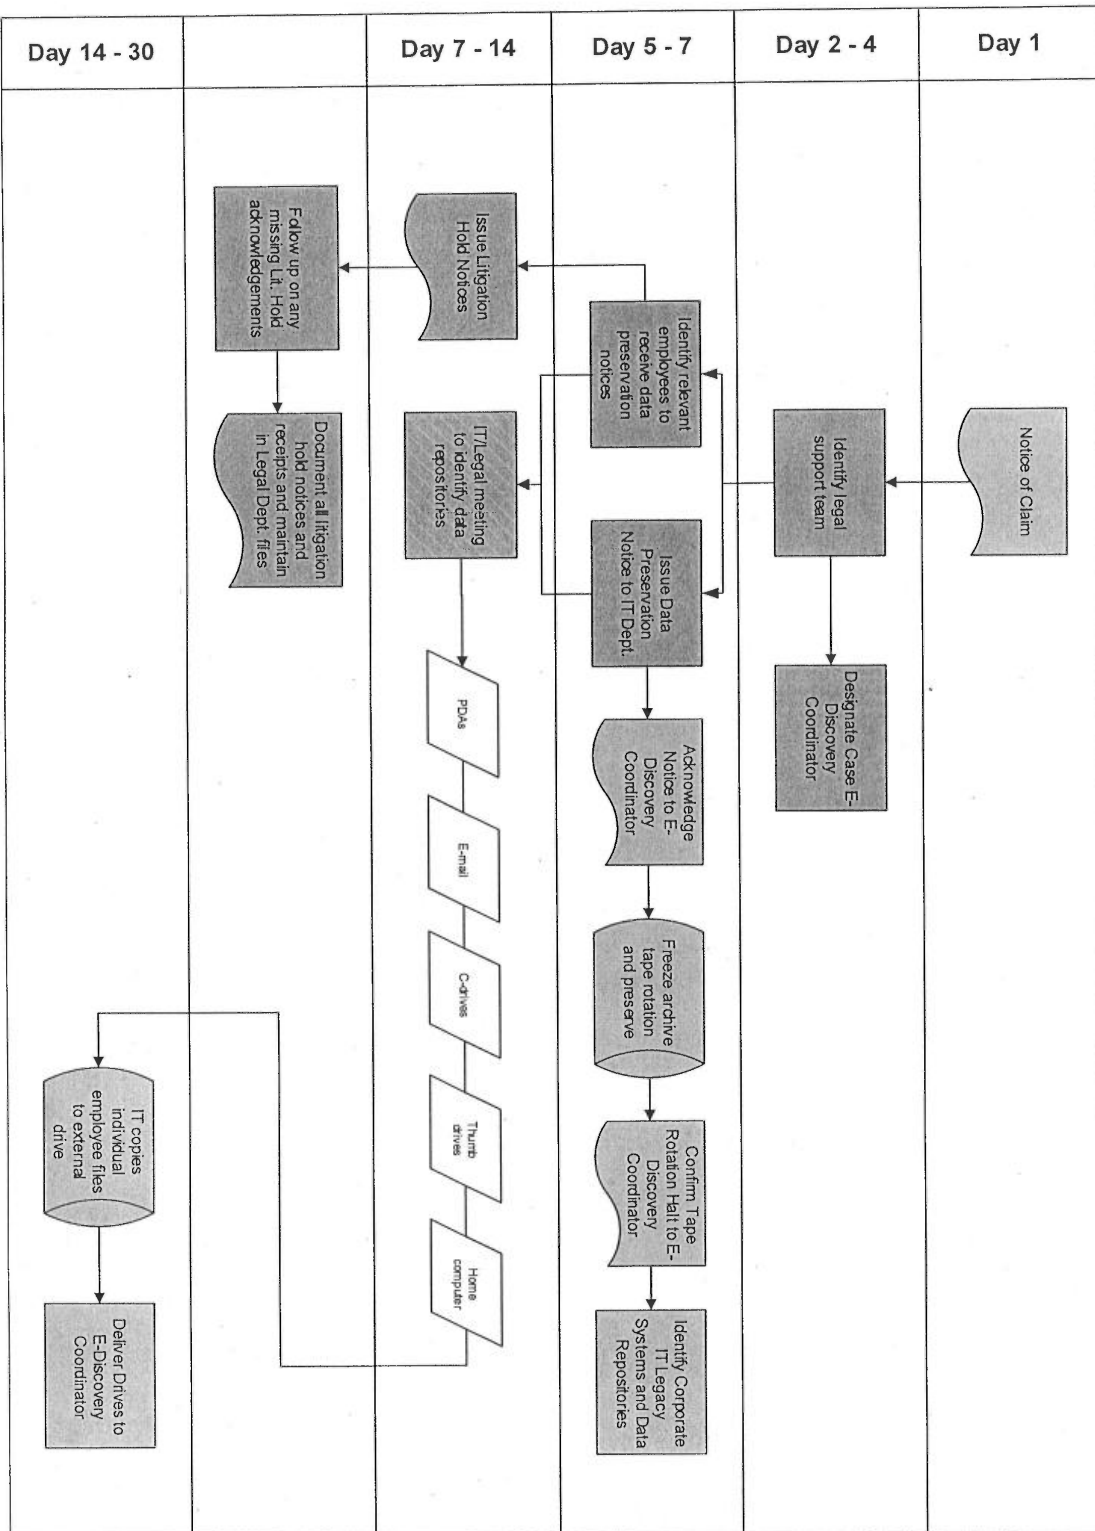 Day 14 - 30
Day 7 - 14
Day 5 - 7
Day 2 - 4
Day 1
Notice of Claim
Identify legal
support team
Designate Case E-
Discovery
Coordinator
Identify relevant
employees to
receive data
preservation
notices
Issue Data
Preservation
Notice to IT Dept.
Acknowledge
Notice to E-
Discovery
Coordinator
Freeze archive
tape rotation
and preserve
Confirm Tape
Rotation Halt to E-
Discovery
Coordinator
Identify Corporate
IT Legacy
Systems and Data
Repositories
Issue Litigation
Hold Notices
IT/Legal meeting
to identify data
repositories
PDAs
E-mail
C-drives
Thumb
drives
Home
computer
Follow up on any
missing Lit. Hold
acknowledgements
Document all litigation
hold notices and
receipts and maintain
in Legal Dept. files
IT copies
individual
employee files
to external
drive
Deliver Drives to
E-Discovery
Coordinator